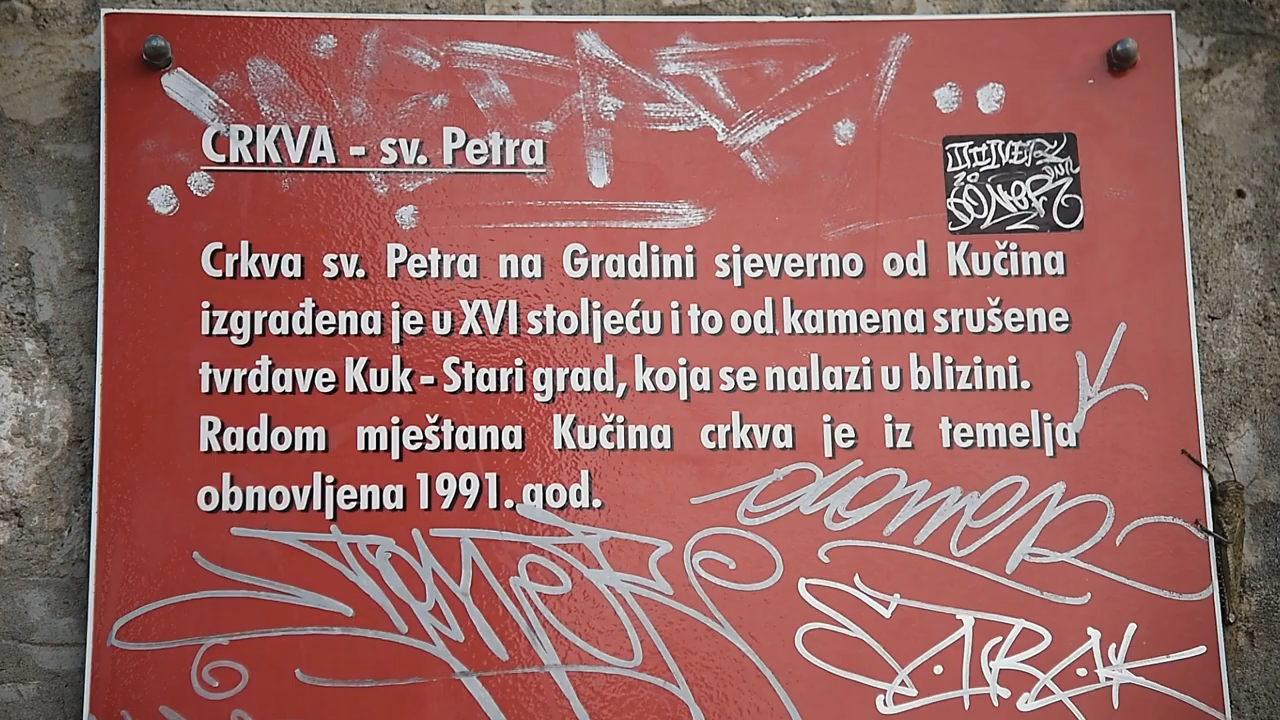 CRKVA - sv. Petra
Crkva sv. Petra na Gradini sjeverno od Kučina
izgrađena je u XVI stoljeću i to od kamena srušene
tvrđave Kuk - Stari grad, koja se nalazi u blizini.
Radom mještana Kučina crkva je iz temelja
obnovljena 1991. god.